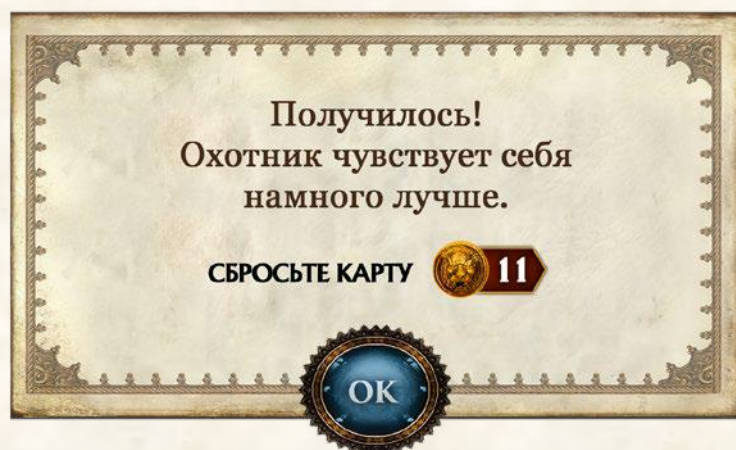 Получилось!
Охотник чувствует себя
намного лучше.
СБРОСЬТЕ КАРТУ 11
OK